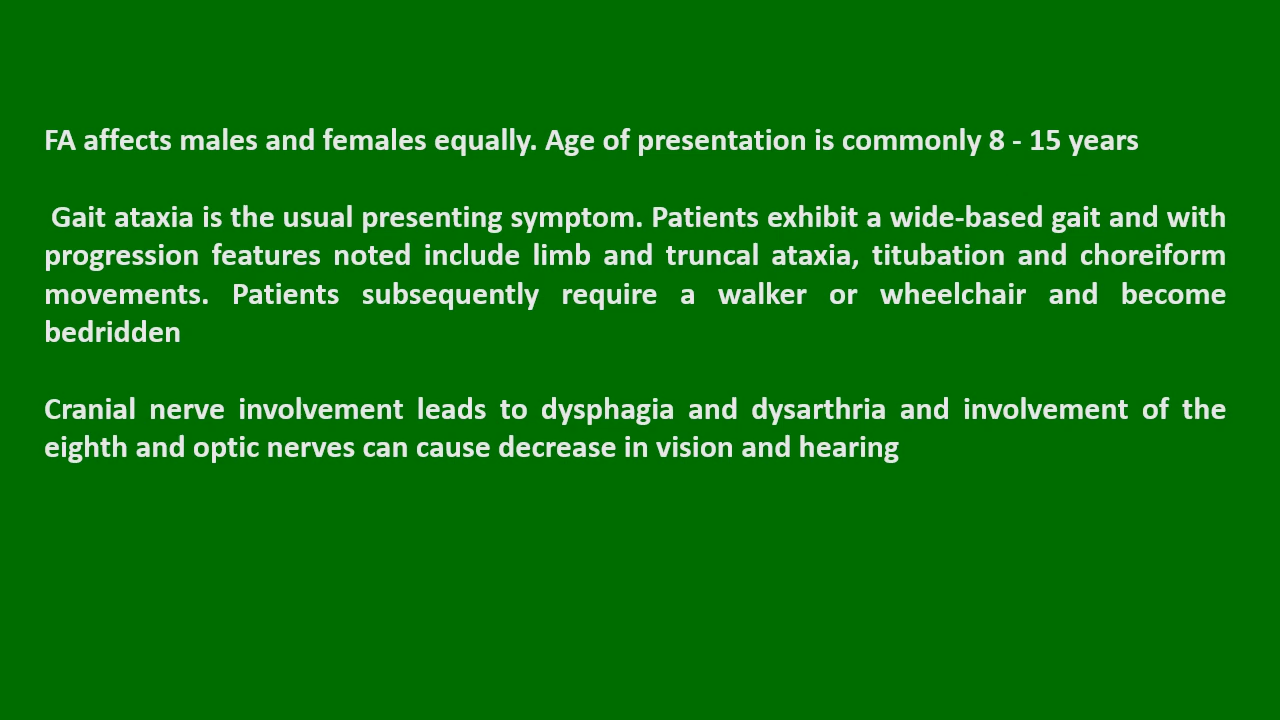 FA affects males and females equally. Age of presentation is commonly 8 - 15 years
Gait ataxia is the usual presenting symptom. Patients exhibit a wide-based gait and with
progression features noted include limb and truncal ataxia, titubation and choreiform
movements. Patients subsequently require a walker or wheelchair and become
bedridden
Cranial nerve involvement leads to dysphagia and dysarthria and involvement of the
eighth and optic nerves can cause decrease in vision and hearing